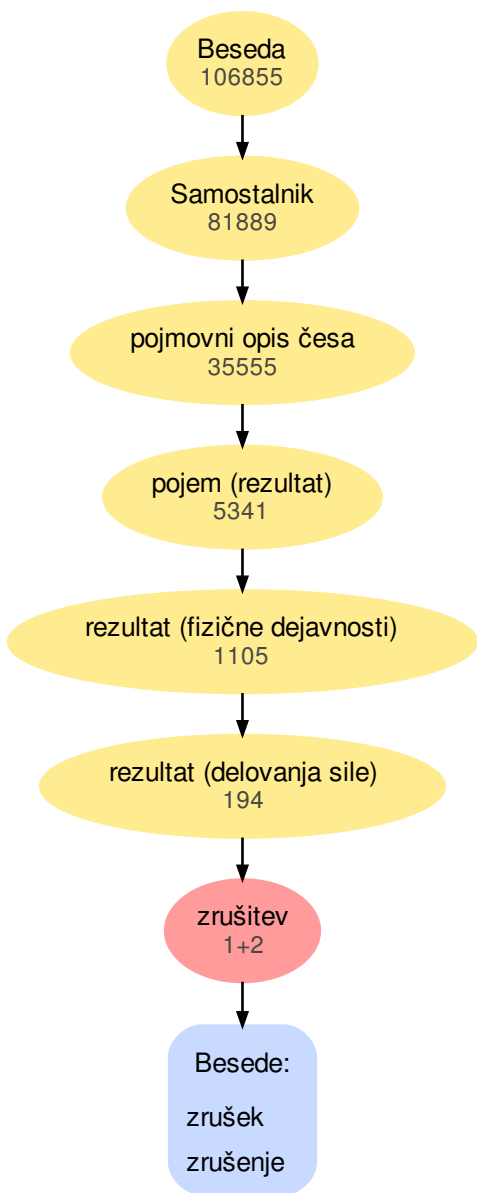 Beseda
106855
Samostalnik
81889
pojmovni opis česa
35555
pojem (rezultat)
5341
rezultat (fizične dejavnosti)
1105
rezultat (delovanja sile)
194
zrušitev
1+2
Besede:
zrušek
zrušenje